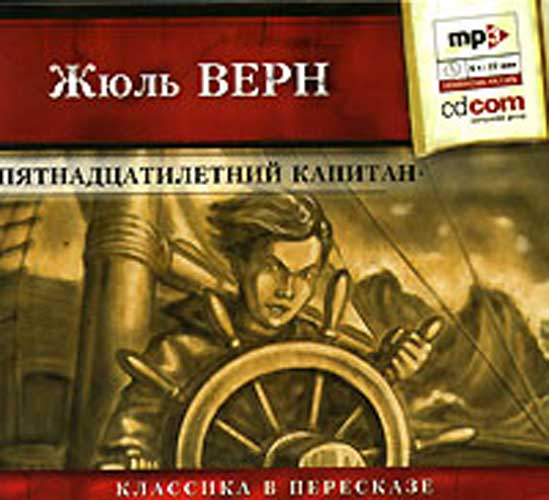 Жюль ВЕРН
mp3
cdcom
ПЯТНАДЦАТИЛЕТНИЙ КАПИТАН
КЛАССИКА В ПЕРЕСКАЗЕ